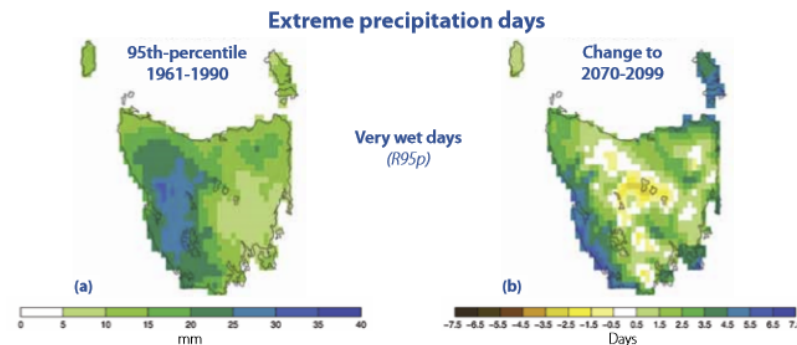 Extreme precipitation days
95th-percentile
1961-1990
Change to
2070-2099
Very wet days
(R95p)
(a)
(b)
0 5 10 15 20 25 30 35 40
mm
-7.5 -6.5 -5.5 -4.5 -3.5 -2.5 -1.5 -0.5 0.5 1.5 2.5 3.5 4.5 5.5 6.5
Days